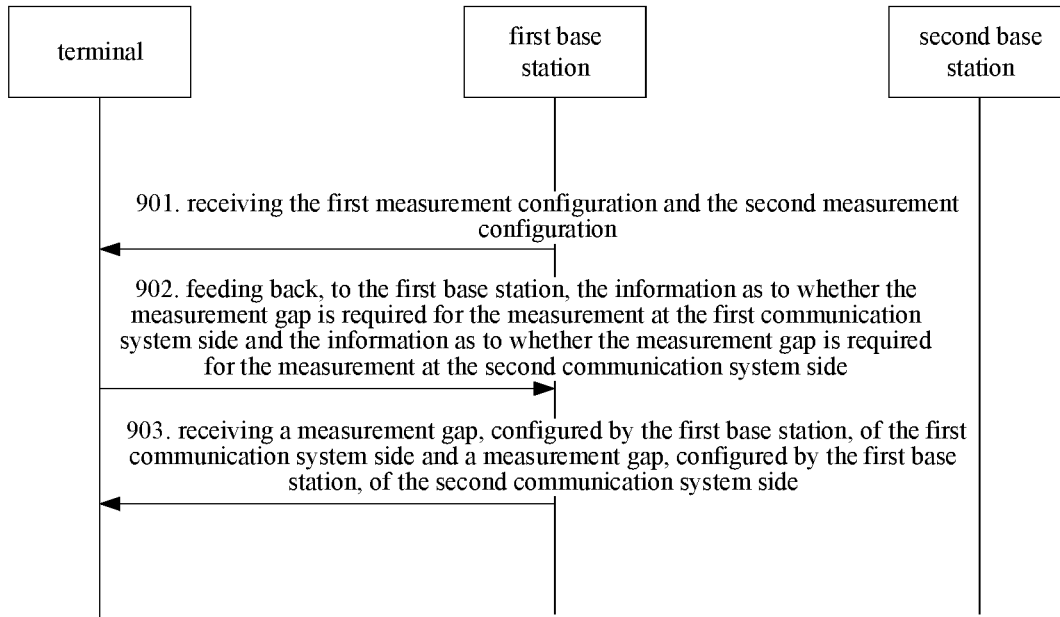 terminal
first base
station
second base
station
901. receiving the first measurement configuration and the second measurement
configuration
902. feeding back, to the first base station, the information as to whether the
measurement gap is required for the measurement at the first communication
system side and the information as to whether the measurement gap is required
for the measurement at the second communication system side
903. receiving a measurement gap, configured by the first base station, of the first
communication system side and a measurement gap, configured by the first base
station, of the second communication system side